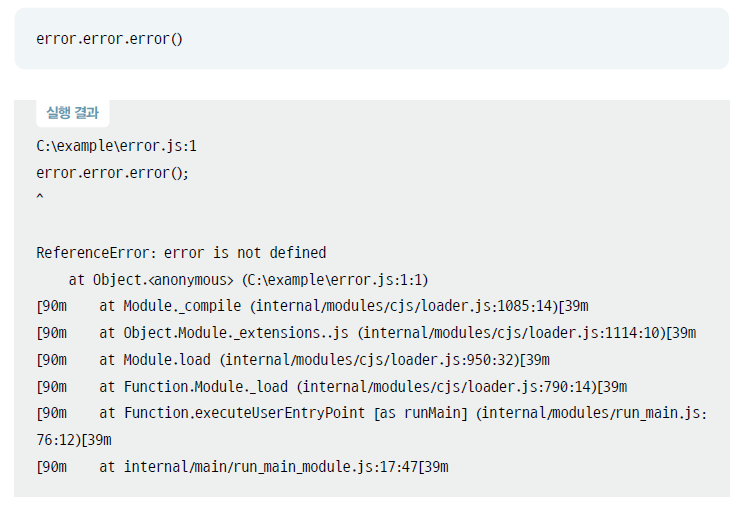 error.error.error()
실행 결과
C:\example\error.js:1
error.error.error();
^
ReferenceError: error is not defined
    at Object.<anonymous> (C:\example\error.js:1:1)
[90m    at Module._compile (internal/modules/cjs/loader.js:1085:14)[39m
[90m    at Object.Module._extensions..js (internal/modules/cjs/loader.js:1114:10)[39m
[90m    at Module.load (internal/modules/cjs/loader.js:950:32)[39m
[90m    at Function.Module._load (internal/modules/cjs/loader.js:790:14)[39m
[90m    at Function.executeUserEntryPoint [as runMain] (internal/modules/run_main.js:
76:12)[39m
[90m    at internal/main/run_main_module.js:17:47[39m